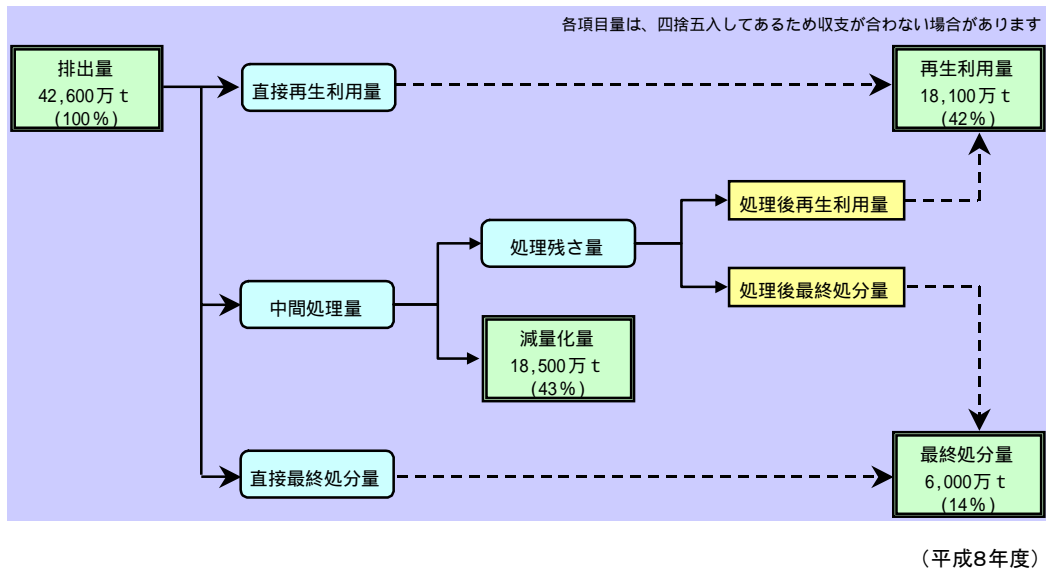 各項目量は、四捨五入してあるため収支が合わない場合があります
排出量
42,600万ｔ
(100％)
直接再生利用量
再生利用量
18,100万ｔ
(42％)
処理後再生利用量
処理残さ量
処理後最終処分量
中間処理量
減量化量
18,500万ｔ
(43％)
直接最終処分量
最終処分量
6,000万ｔ
(14％)
（平成8年度）